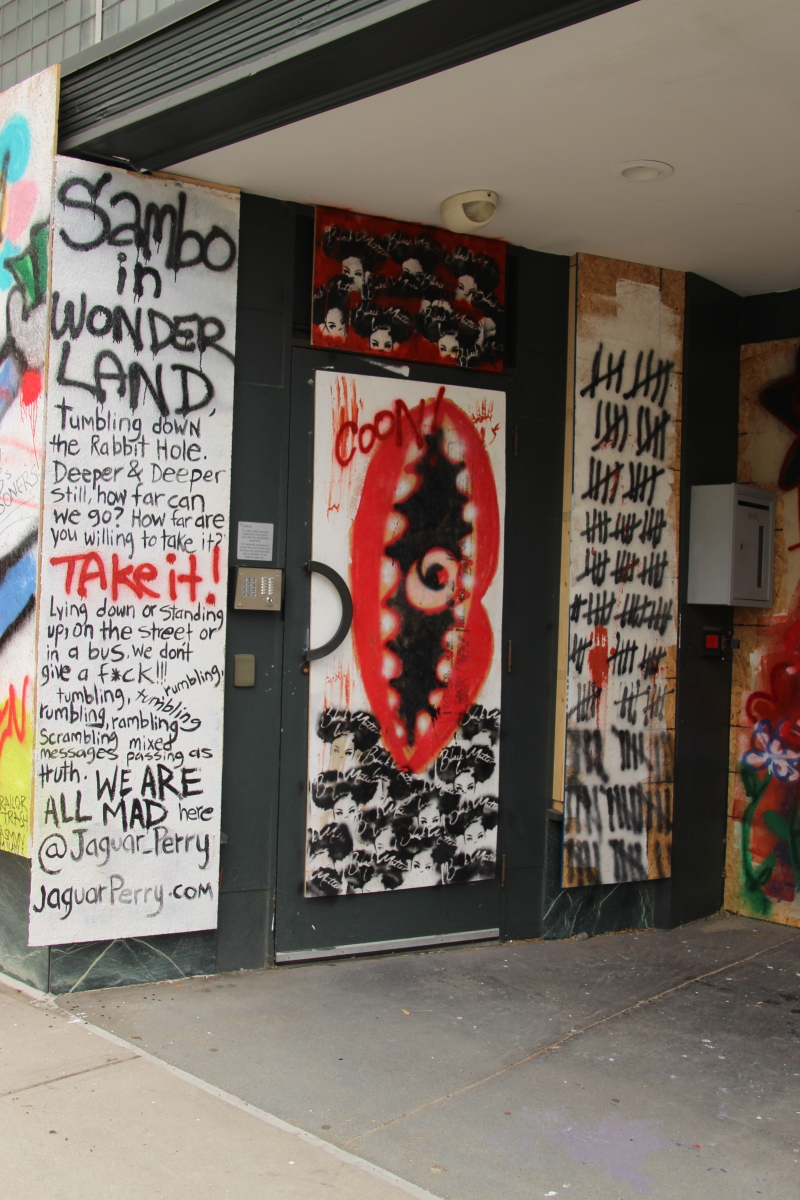 Sambo
in
WONDER
LAND,
Tumbling down
the Rabbit Hole.
Deeper & Deeper
still, how far can
we go? How far are
you willing to take it?
TAKE it!
Lying down or standing
up, on the street or
in a bus. We don't
give a f*ck!!!
tumbling, tumbling rumbling,
rumbling, rambling
Scrambling mixed
messages passing as
truth.
WE ARE
ALL MAD here
@Jaguar_Perry
JaguarPerry.com
COON!
Black Matter